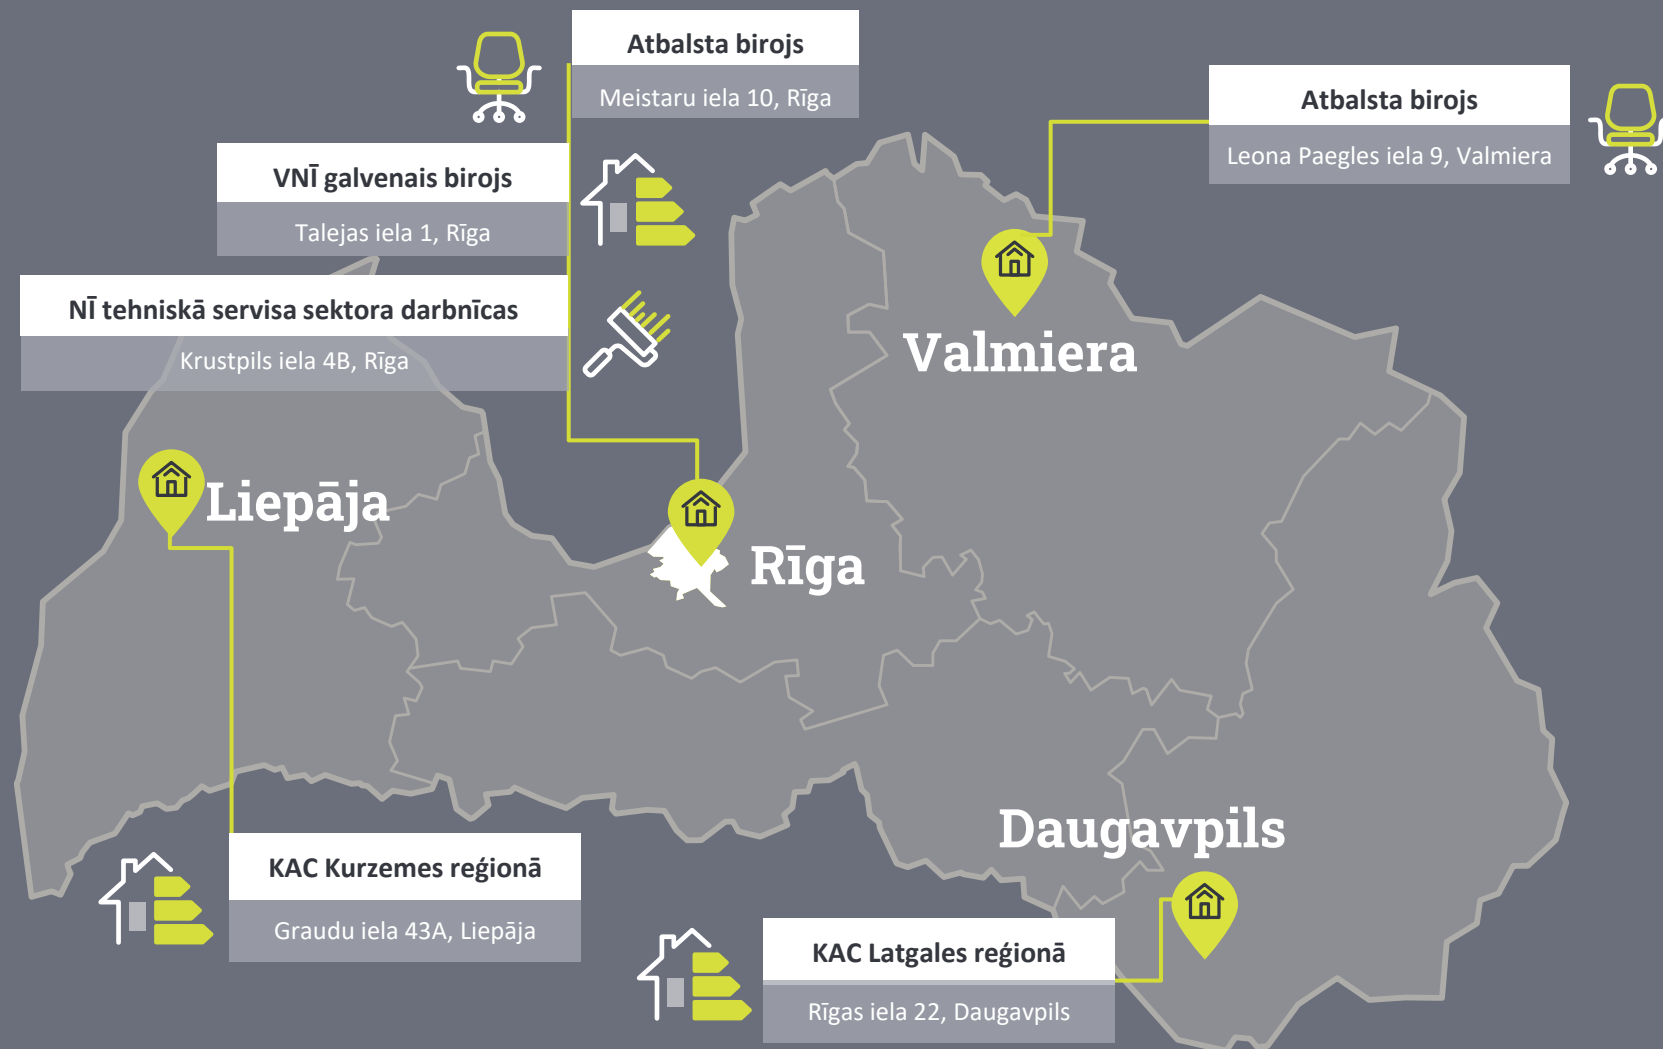 Atbalsta birojs
Meistaru iela 10, Rīga
Atbalsta birojs
Leona Paegles iela 9, Valmiera
VNĪ galvenais birojs
Talejas iela 1, Rīga
NĪ tehniskā servisa sektora darbnīcas
Krustpils iela 4B, Rīga
Valmiera
Liepāja
Rīga
Daugavpils
KAC Kurzemes reģionā
Graudu iela 43A, Liepāja
KAC Latgales reģionā
Rīgas iela 22, Daugavpils